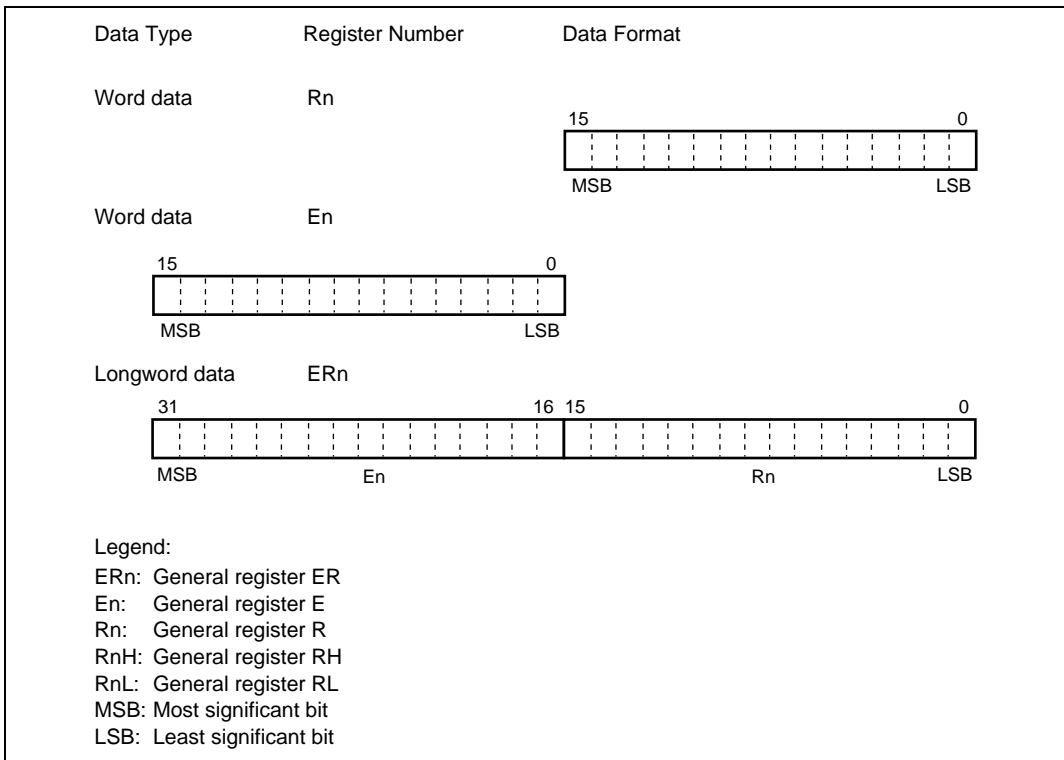 Data Type Register Number Data Format
Word data Rn
15 0
MSB LSB
Word data En
15 0
MSB LSB
Longword data ERn
31 16 15 0
MSB En Rn LSB
Legend:
ERn: General register ER
En: General register E
Rn: General register R
RnH: General register RH
RnL: General register RL
MSB: Most significant bit
LSB: Least significant bit